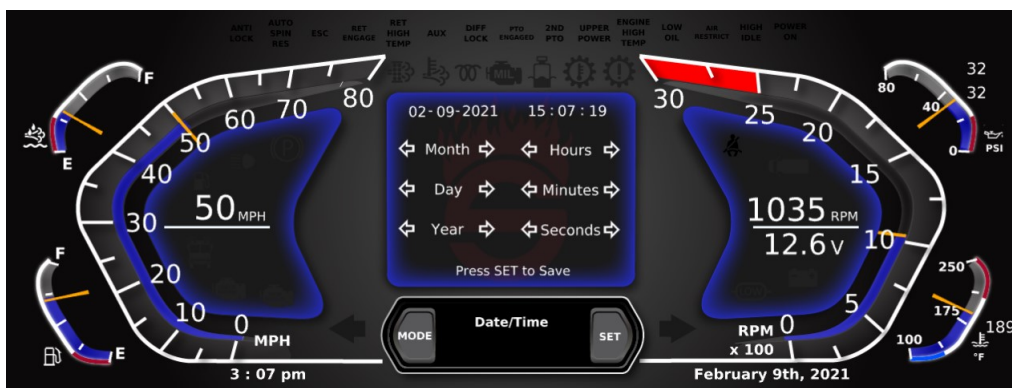 ANTI LOCK
AUTO SPIN RES
ESC
RET ENGAGE
RET HIGH TEMP
AUX
DIFF LOCK
PTO ENGAGED
2ND PTO
UPPER POWER
ENGINE HIGH TEMP
LOW OIL
AIR RESTRICT
HIGH IDLE
POWER ON
MIL
F
E
80
70
60
50
40
30
20
10
0
MPH
50 MPH
P
F
E
3 : 07 pm
02-09-2021 15:07:19
Month Hours
Day Minutes
Year Seconds
Press SET to Save
MODE
Date/Time
SET
30
25
20
15
10
5
0
RPM
x 100
1035 RPM
12.6 V
80
40
0
32
32
PSI
250
175
100
189
°F
February 9th, 2021